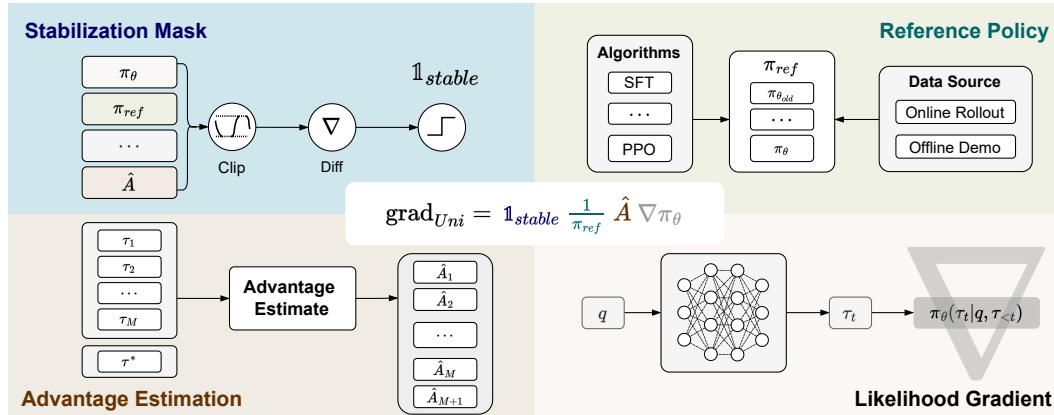 Stabilization Mask
π_θ
π_ref
...
Â
Clip
∇
Diff
𝟙_stable
Reference Policy
Algorithms
SFT
...
PPO
π_ref
π_θ_old
...
π_θ
Data Source
Online Rollout
Offline Demo
grad_Uni = 𝟙_stable 1/π_ref Â ∇π_θ
τ_1
τ_2
...
τ_M
τ*
Advantage
Estimate
Â_1
Â_2
...
Â_M
Â_M+1
Advantage Estimation
q
τ_t
π_θ(τ_t|q, τ_<t)
Likelihood Gradient